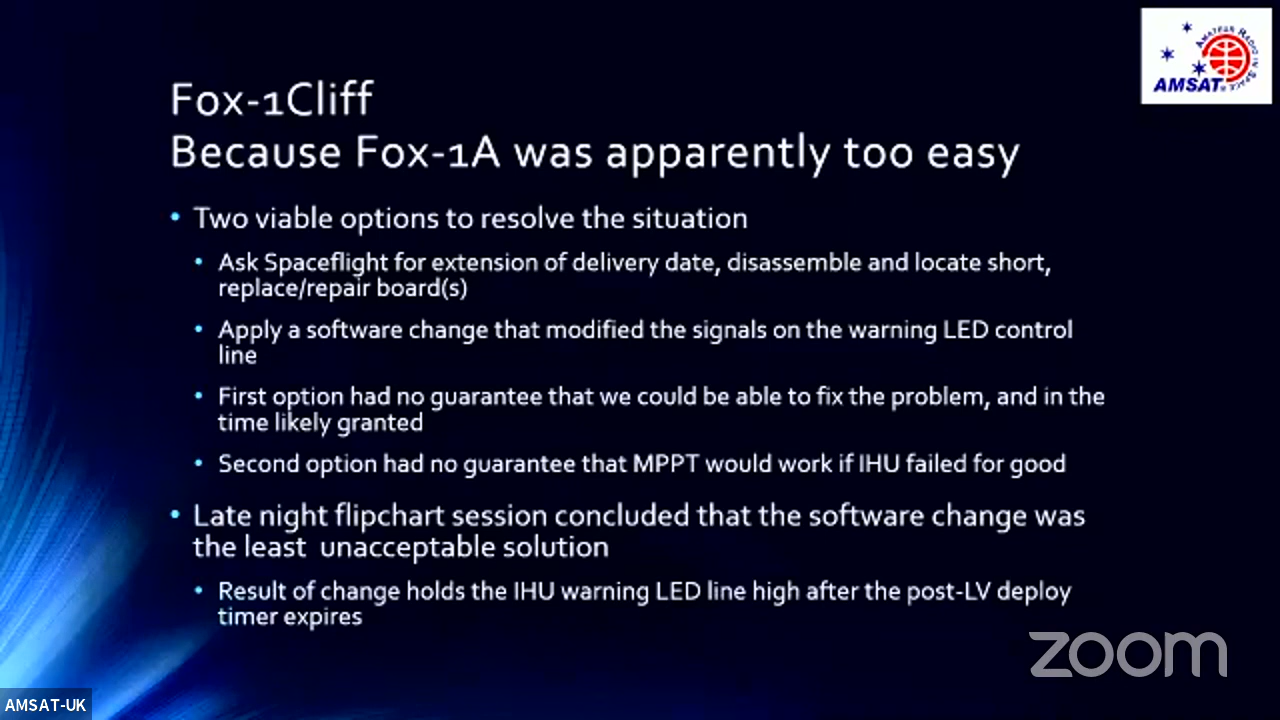 Fox-1Cliff
Because Fox-1A was apparently too easy
• Two viable options to resolve the situation
• Ask Spaceflight for extension of delivery date, disassemble and locate short,
replace/repair board(s)
• Apply a software change that modified the signals on the warning LED control
line
• First option had no guarantee that we could be able to fix the problem, and in the
time likely granted
• Second option had no guarantee that MPPT would work if IHU failed for good
• Late night flipchart session concluded that the software change was
the least unacceptable solution
• Result of change holds the IHU warning LED line high after the post-LV deploy
timer expires
AMATEUR RADIO IN SPACE
AMSAT®
zoom
AMSAT-UK